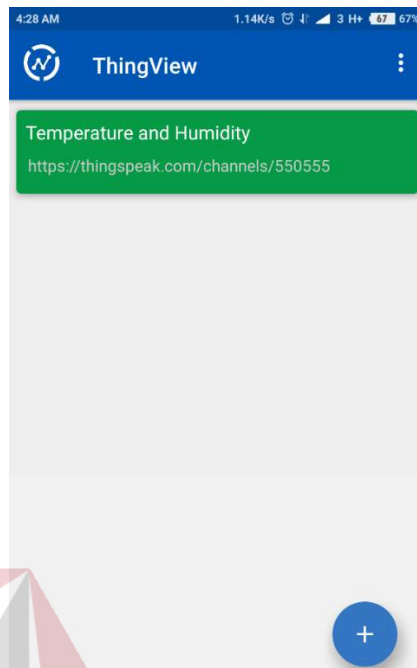 4:28 AM 1.14K/s 3 H+ 67 67%
ThingView
Temperature and Humidity
https://thingspeak.com/channels/550555
+